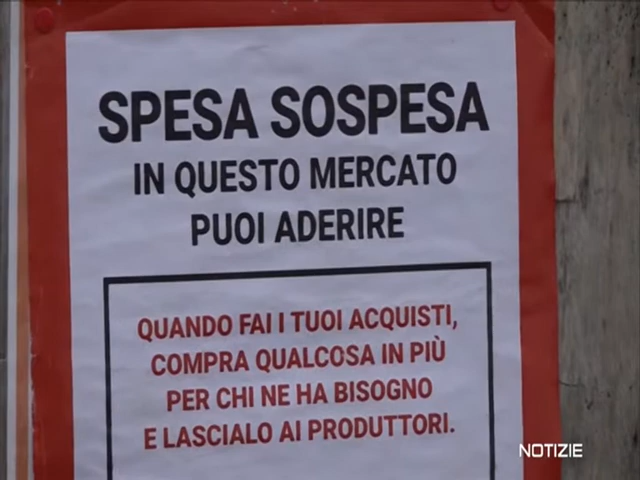 SPESA SOSPESA
IN QUESTO MERCATO
PUOI ADERIRE
QUANDO FAI I TUOI ACQUISTI,
COMPRA QUALCOSA IN PIÙ
PER CHI NE HA BISOGNO
E LASCIALO AI PRODUTTORI.
NOTIZIE